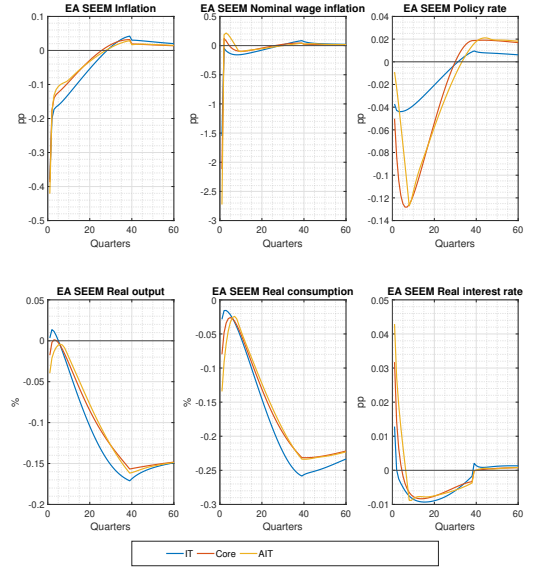 EA SEEM Inflation
0.1
0
-0.1
-0.2
-0.3
-0.4
-0.5
pp
0 20 40 60
Quarters
EA SEEM Nominal wage inflation
0.5
0
-0.5
-1
-1.5
-2
-2.5
-3
pp
0 20 40 60
Quarters
EA SEEM Policy rate
0.04
0.02
0
-0.02
-0.04
-0.06
-0.08
-0.1
-0.12
-0.14
pp
0 20 40 60
Quarters
EA SEEM Real output
0.05
0
-0.05
-0.1
-0.15
-0.2
%
0 20 40 60
Quarters
EA SEEM Real consumption
0
-0.05
-0.1
-0.15
-0.2
-0.25
-0.3
%
0 20 40 60
Quarters
EA SEEM Real interest rate
0.05
0.04
0.03
0.02
0.01
0
-0.01
pp
0 20 40 60
Quarters
IT Core AIT